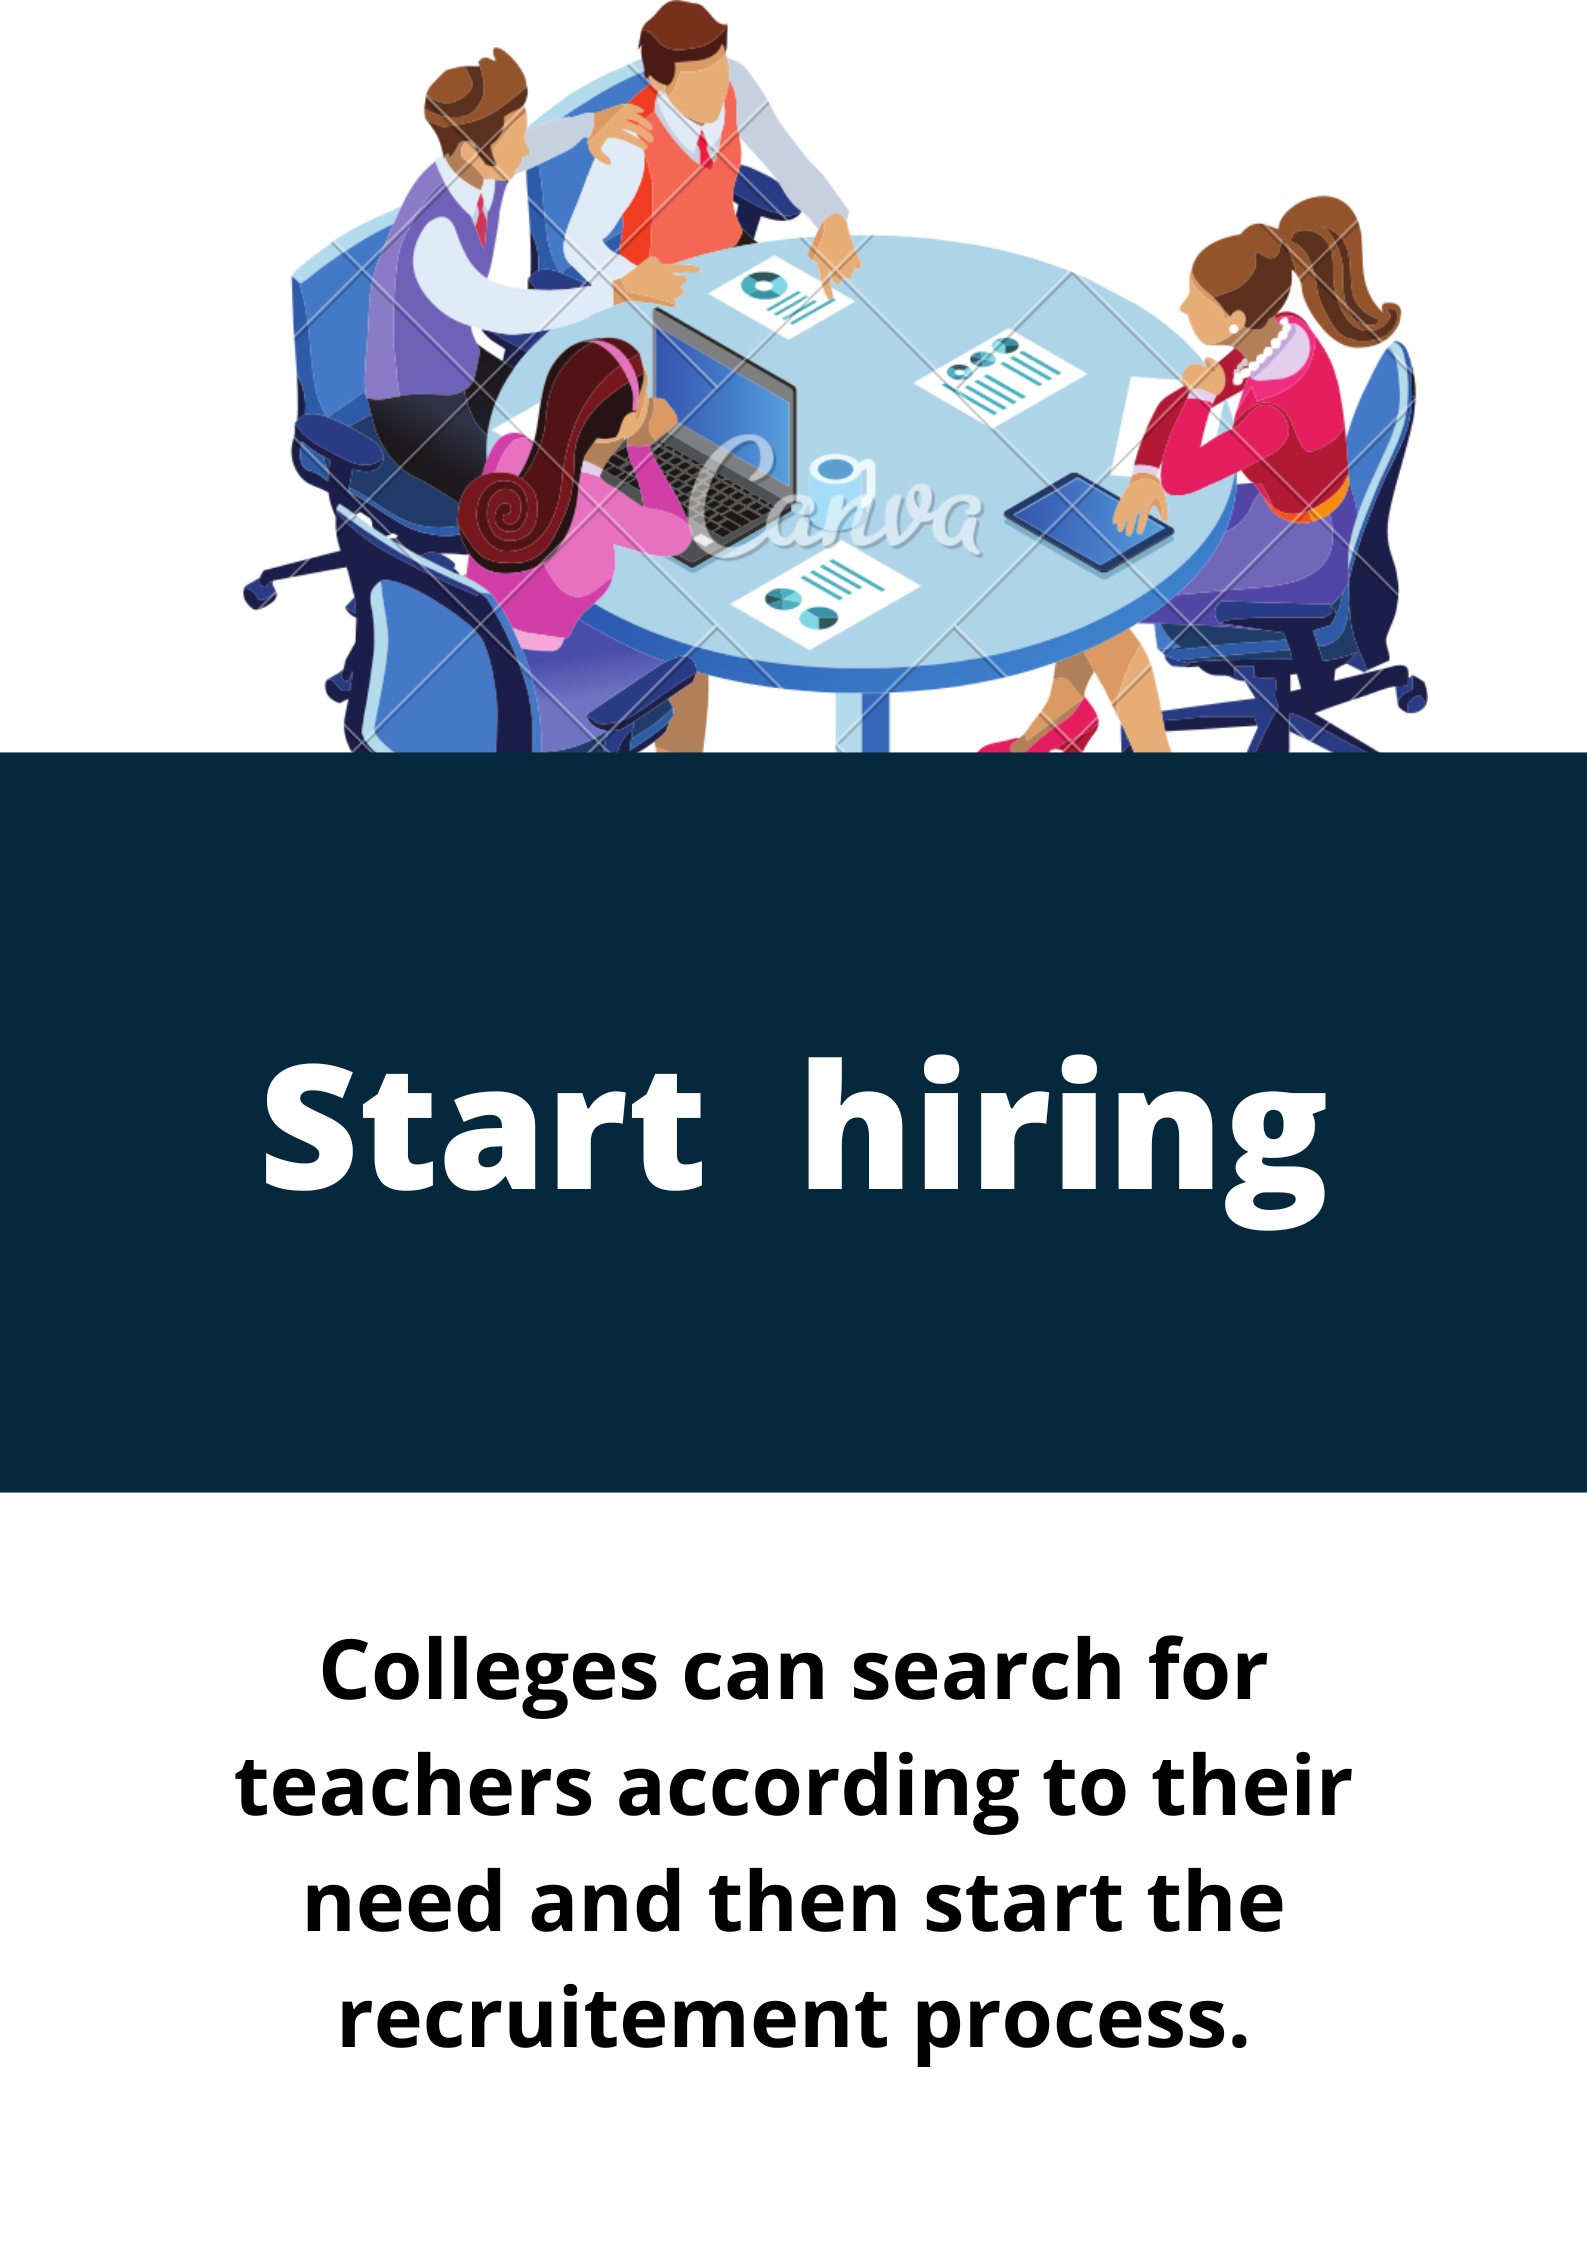 Canva
Start hiring
Colleges can search for
teachers according to their
need and then start the
recruitement process.